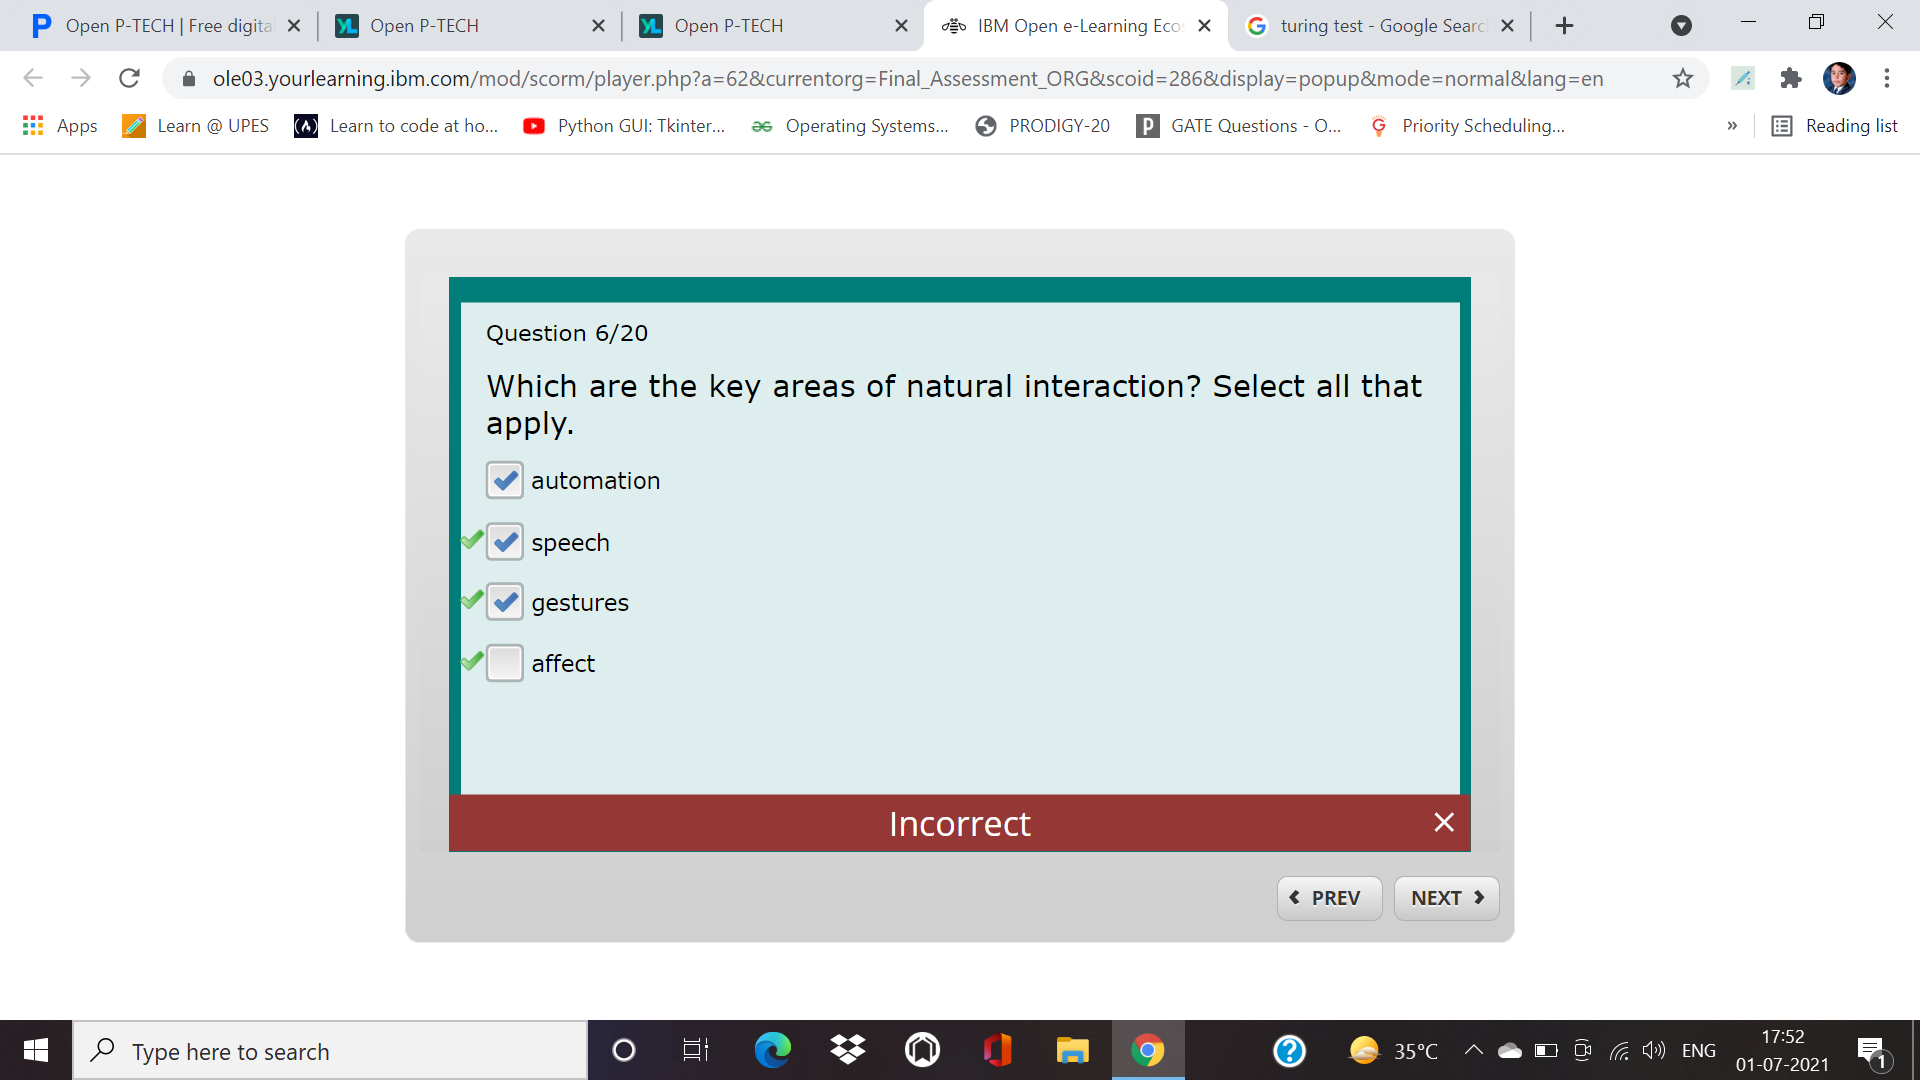 Open P-TECH | Free digita
Open P-TECH
Open P-TECH
IBM Open e-Learning Eco
turing test - Google Search
ole03.yourlearning.ibm.com/mod/scorm/player.php?a=62&currentorg=Final_Assessment_ORG&scoid=286&display=popup&mode=normal&lang=en
Apps
Learn @ UPES
Learn to code at ho...
Python GUI: Tkinter...
Operating Systems...
PRODIGY-20
GATE Questions - O...
Priority Scheduling...
»
Reading list
Question 6/20
Which are the key areas of natural interaction? Select all that
apply.
automation
speech
gestures
affect
Incorrect
PREV
NEXT
Type here to search
35°C
ENG
17:52
01-07-2021
1